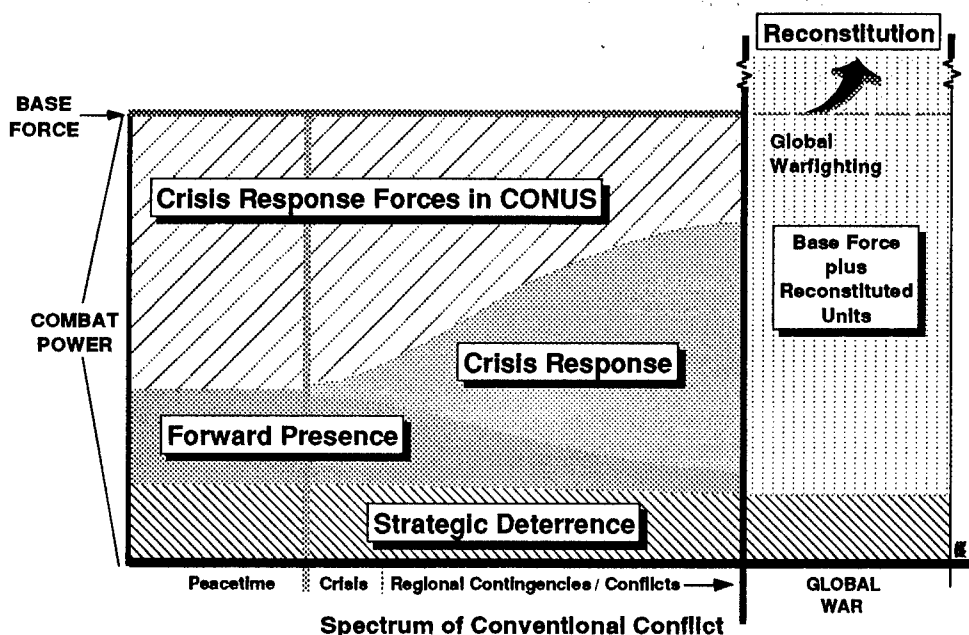 Reconstitution
BASE
FORCE
Global
Warfighting
Crisis Response Forces in CONUS
Base Force
plus
Reconstituted
Units
COMBAT
POWER
Crisis Response
Forward Presence
Strategic Deterrence
Peacetime
Crisis
Regional Contingencies / Conflicts
GLOBAL
WAR
Spectrum of Conventional Conflict